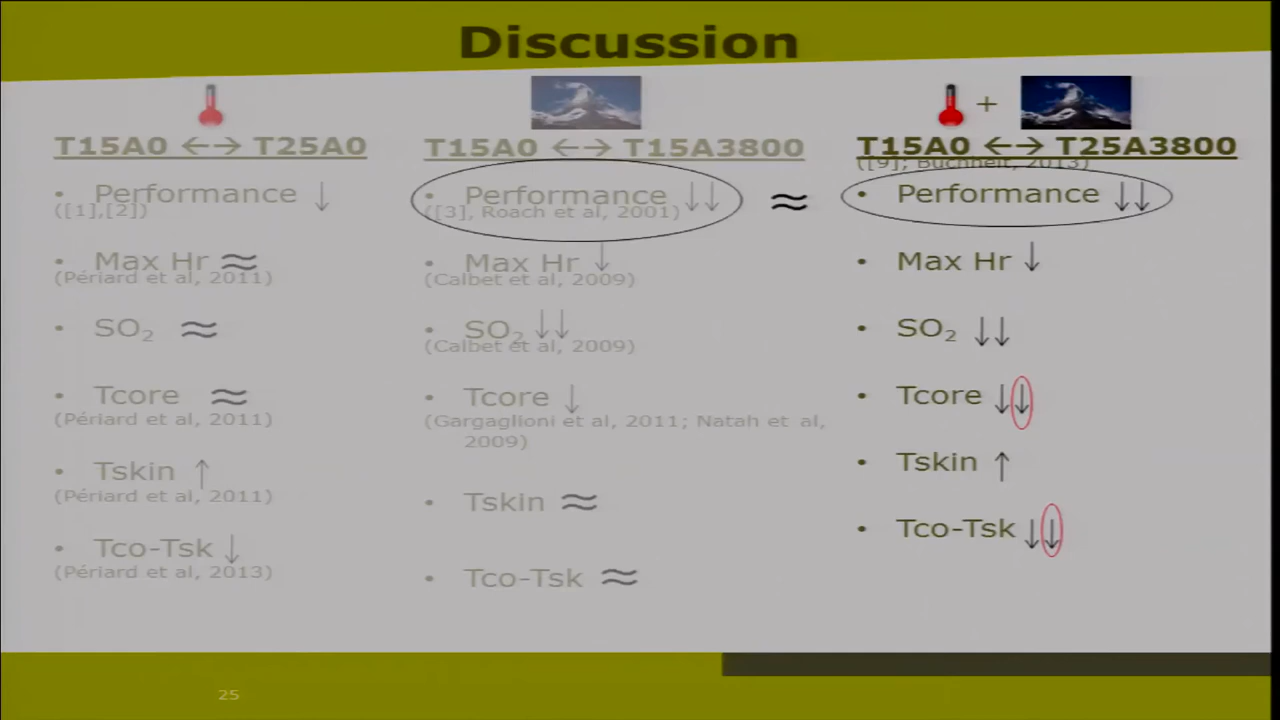 Discussion
T15A0 ←→ T25A0
• Performance ↓
([1],[2])
• Max Hr ≈
(Périard et al, 2011)
• SO₂ ≈
• Tcore ≈
(Périard et al, 2011)
• Tskin ↑
(Périard et al, 2011)
• Tco-Tsk ↓
(Périard et al, 2013)
T15A0 ←→ T15A3800
• Performance ↓↓
([3], Roach et al, 2001)
• Max Hr ↓
(Calbet et al, 2009)
• SO₂ ↓↓
(Calbet et al, 2009)
• Tcore ↓
(Gargaglioni et al, 2011; Natah et al,
2009)
• Tskin ≈
• Tco-Tsk ≈
≈
+
T15A0 ←→ T25A3800
([9]; Buchheit, 2013)
• Performance ↓↓
• Max Hr ↓
• SO₂ ↓↓
• Tcore ↓↓
• Tskin ↑
• Tco-Tsk ↓↓
25